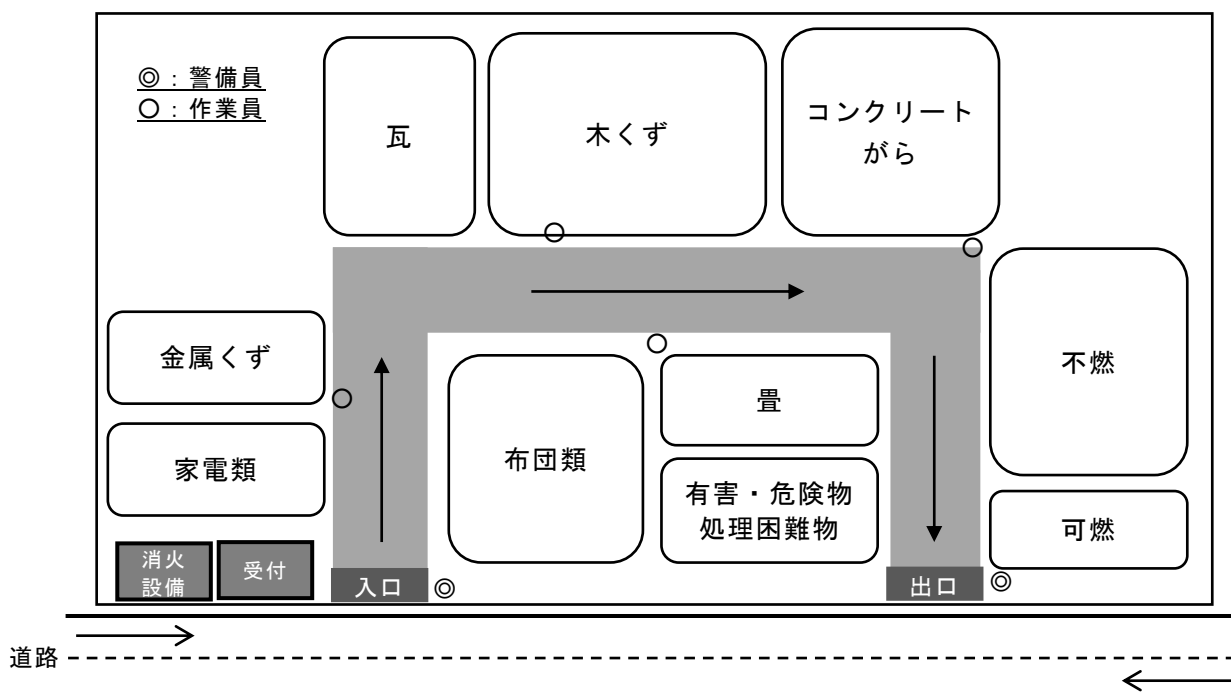 ◎：警備員
○：作業員
瓦
木くず
コンクリート
がら
金属くず
家電類
布団類
畳
有害・危険物
処理困難物
不燃
可燃
消火
設備
受付
入口
出口
道路